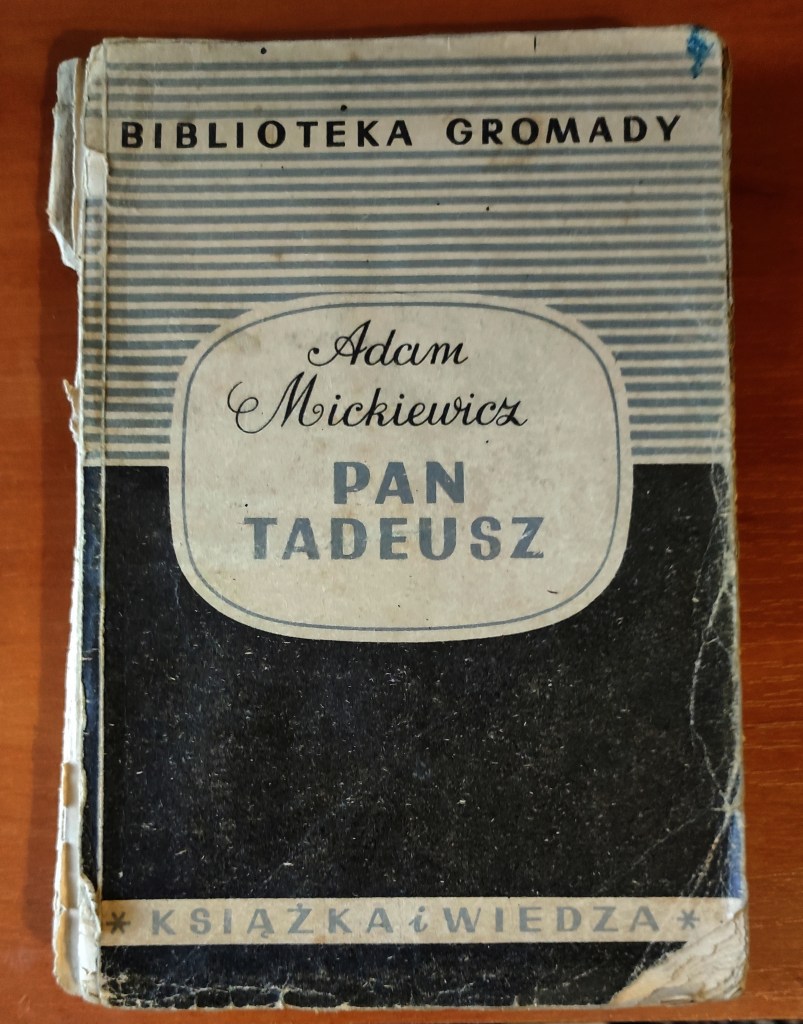 BIBLIOTEKA GROMADY
Adam
Mickiewicz
PAN
TADEUSZ
* KSIĄŻKA i WIEDZA *